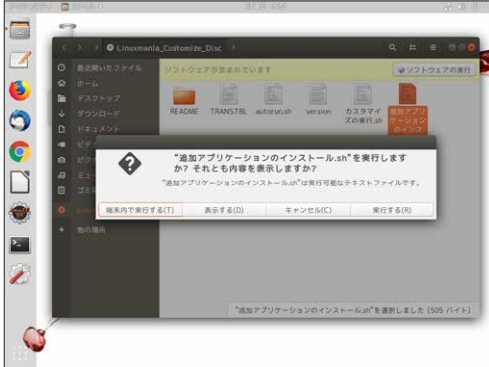 Linuxmania_Customize_Disc
最近開いたファイル
ソフトウェアが含まれています
ソフトウェアの実行
ホーム
デスクトップ
ダウンロード
ドキュメント
README
TRANS.TBL
autorun.sh
version
カスタマイ
ズの実行.sh
追加アプリ
ケーション
のインス
"追加アプリケーションのインストール.sh"を実行します
か? それとも内容を表示しますか?
"追加アプリケーションのインストール.sh"は実行可能なテキストファイルです。
端末内で実行する(T)
表示する(D)
キャンセル(C)
実行する(R)
他の場所
"追加アプリケーションのインストール.sh"を選択しました (505 バイト)